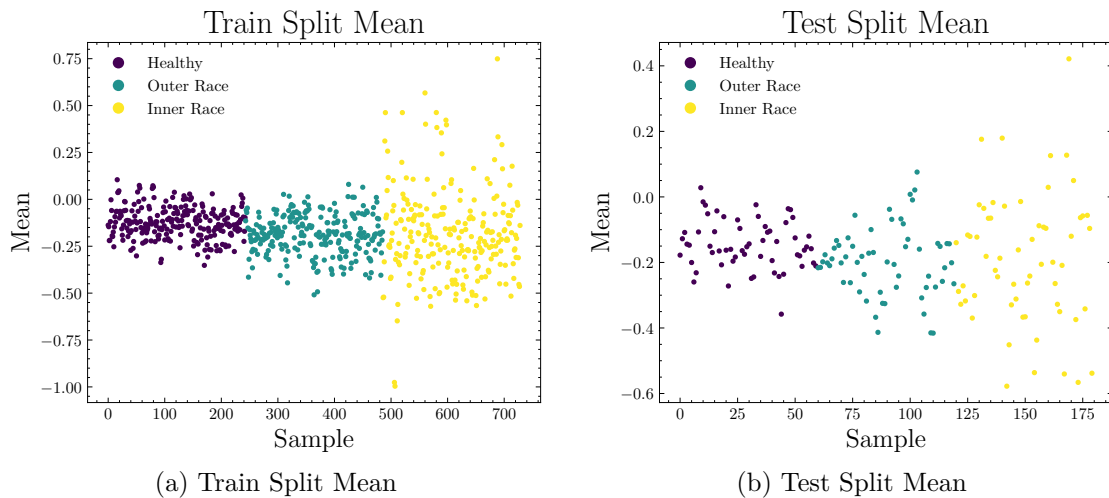 Train Split Mean
0.75
0.50
0.25
0.00
−0.25
−0.50
−0.75
−1.00
Mean
Healthy
Outer Race
Inner Race
0 100 200 300 400 500 600 700
Sample
(a) Train Split Mean
Test Split Mean
0.4
0.2
0.0
−0.2
−0.4
−0.6
Mean
Healthy
Outer Race
Inner Race
0 25 50 75 100 125 150 175
Sample
(b) Test Split Mean